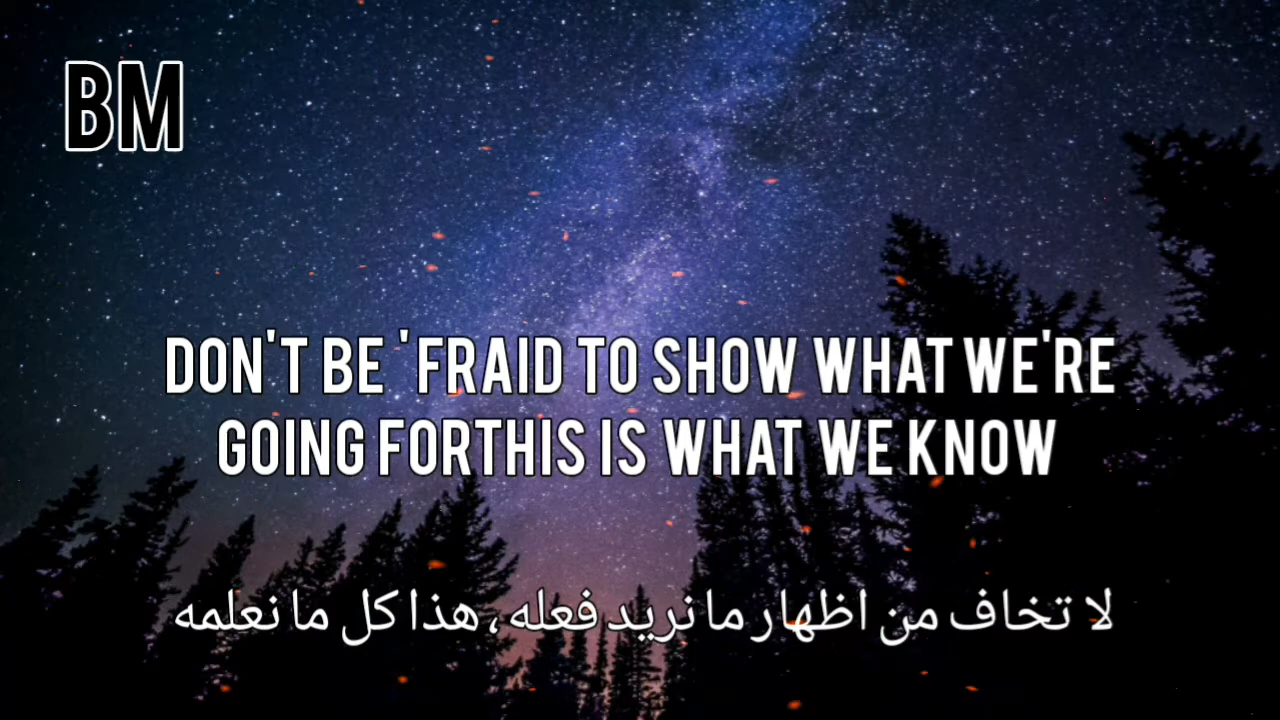 BM
DON'T BE 'FRAID TO SHOW WHAT WE'RE
GOING FORTHIS IS WHAT WE KNOW
لا تخاف من اظهار ما نريد فعله، هذا كل ما نعلمه